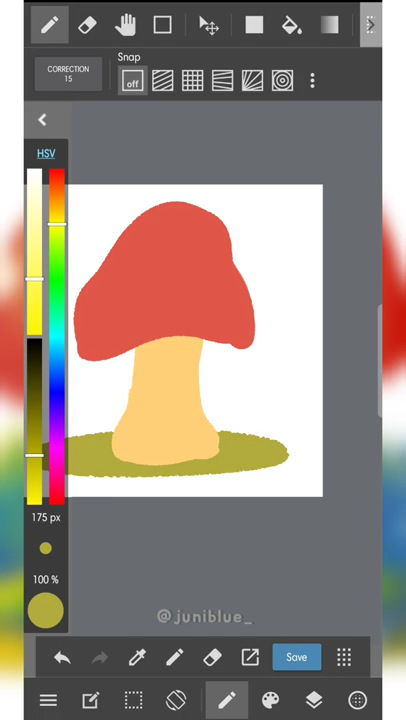 CORRECTION
15
Snap
off
HSV
175 px
100 %
@juniblue_
Save